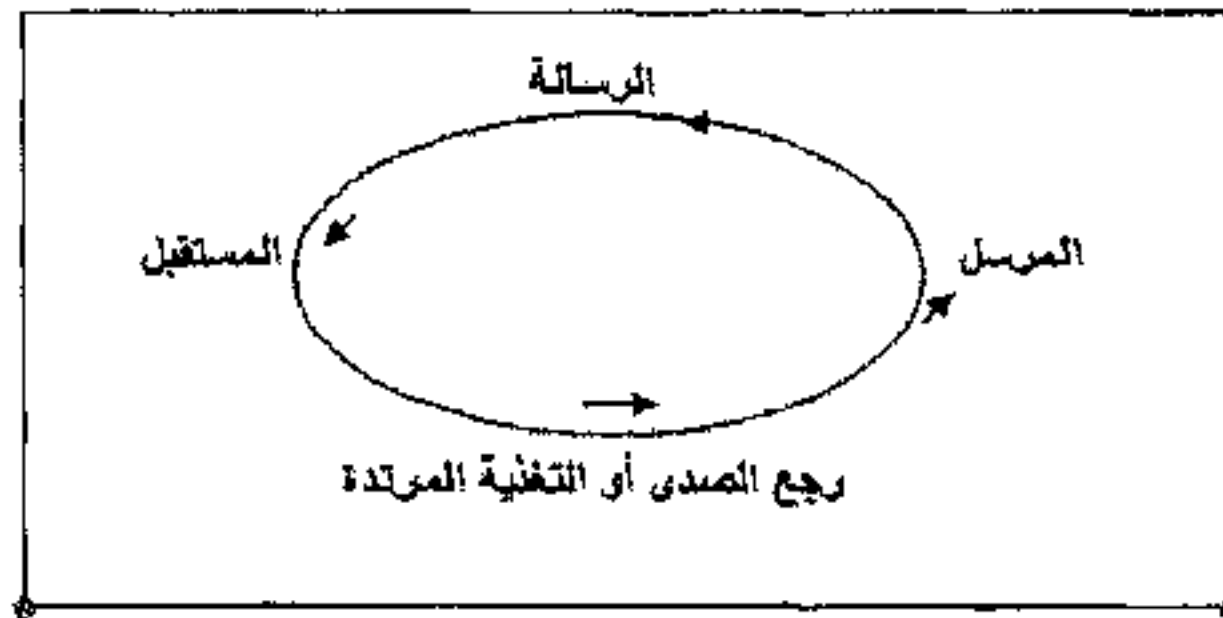 الرسالة
المرسل
المستقبل
رجع الصدى أو التغذية المرتدة